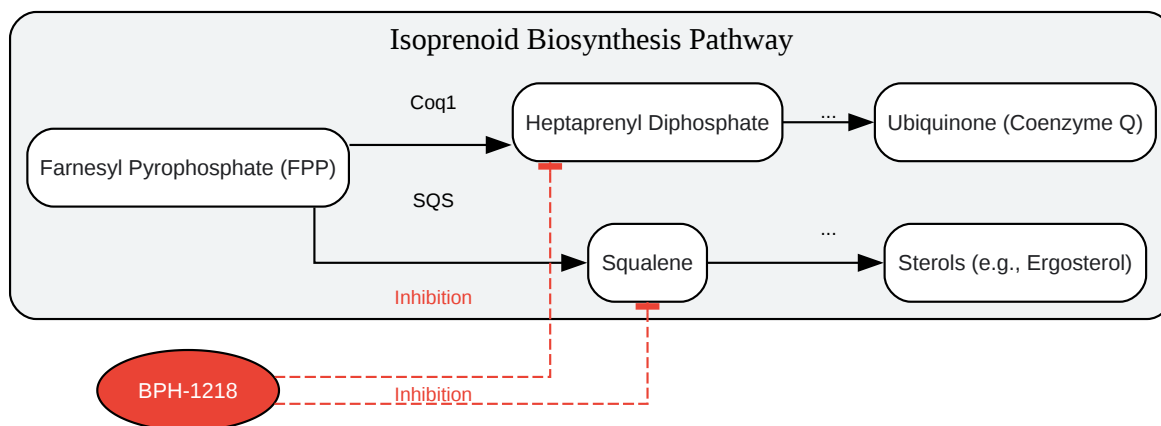 Isoprenoid Biosynthesis Pathway
Coq1
Heptaprenyl Diphosphate
...
Ubiquinone (Coenzyme Q)
Farnesyl Pyrophosphate (FPP)
SQS
Squalene
...
Sterols (e.g., Ergosterol)
Inhibition
BPH-1218
Inhibition